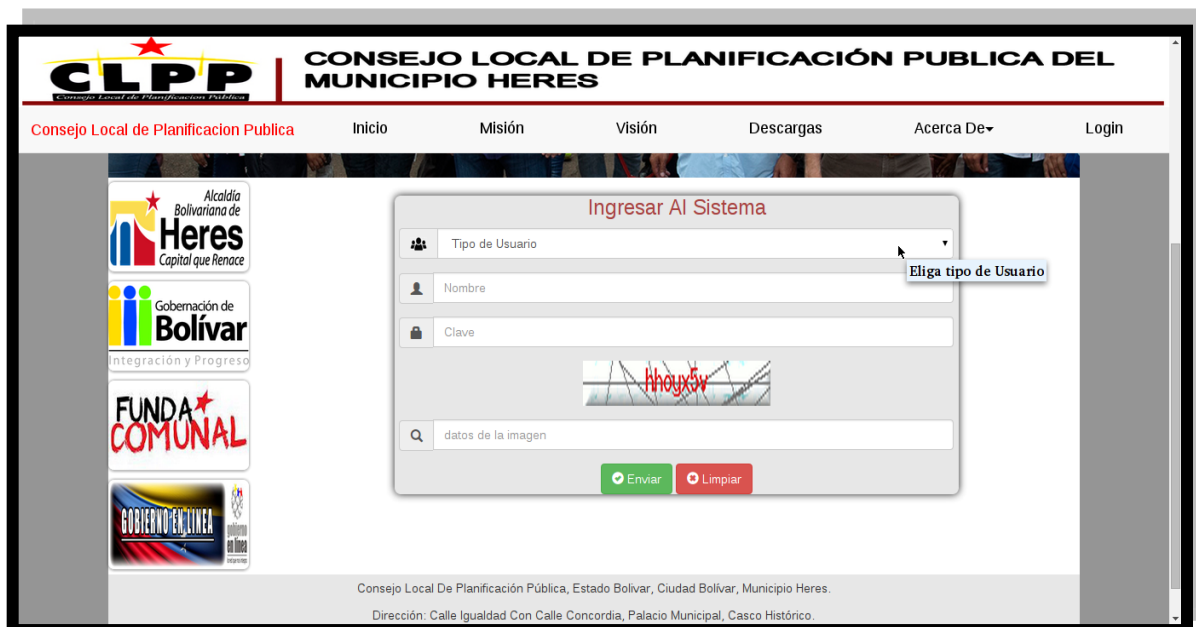 CLPP
Consejo Local de Planificacion Publica
CONSEJO LOCAL DE PLANIFICACIÓN PUBLICA DEL
MUNICIPIO HERES
Consejo Local de Planificacion Publica Inicio Misión Visión Descargas Acerca De Login
Alcaldía
Bolivariana de
Heres
Capital que Renace
Gobernación de
Bolívar
Integración y Progreso
FUNDA
COMUNAL
GOBIERNO EN LINEA
gobierno
en línea
Ingresar Al Sistema
Tipo de Usuario
Eliga tipo de Usuario
Nombre
Clave
hhoyx5v
datos de la imagen
Enviar Limpiar
Consejo Local De Planificación Pública, Estado Bolivar, Ciudad Bolívar, Municipio Heres.
Dirección: Calle Igualdad Con Calle Concordia, Palacio Municipal, Casco Histórico.